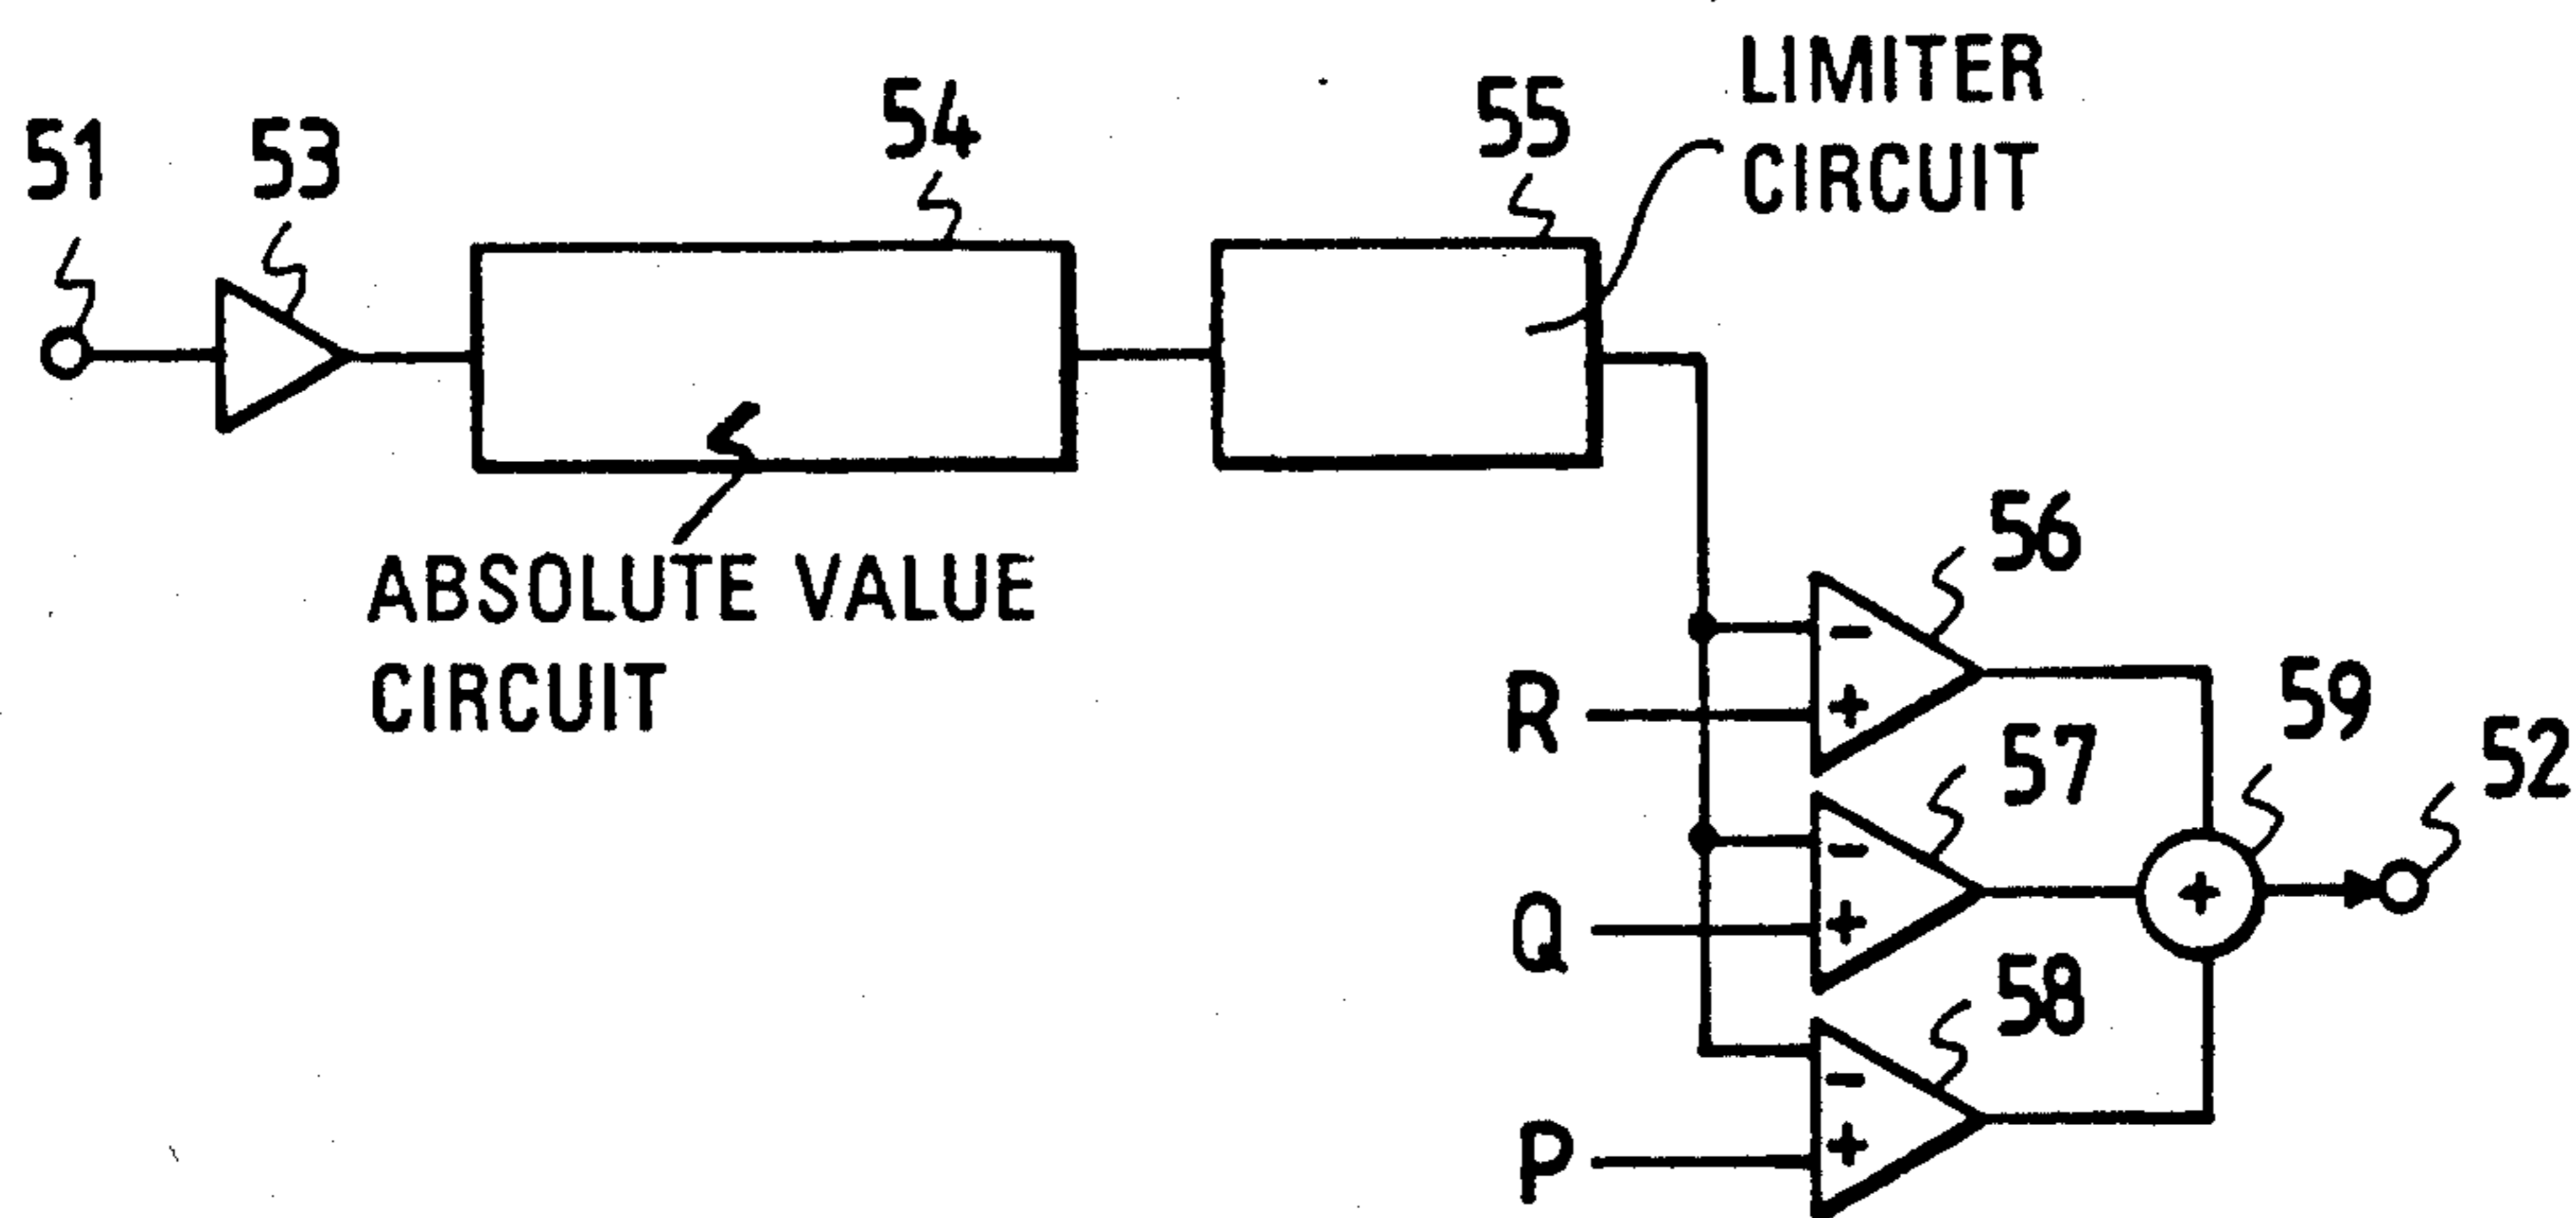 LIMITER
CIRCUIT
51
53
54
55
ABSOLUTE VALUE
CIRCUIT
56
-
+
R
57
-
+
Q
58
-
+
P
59
+
52